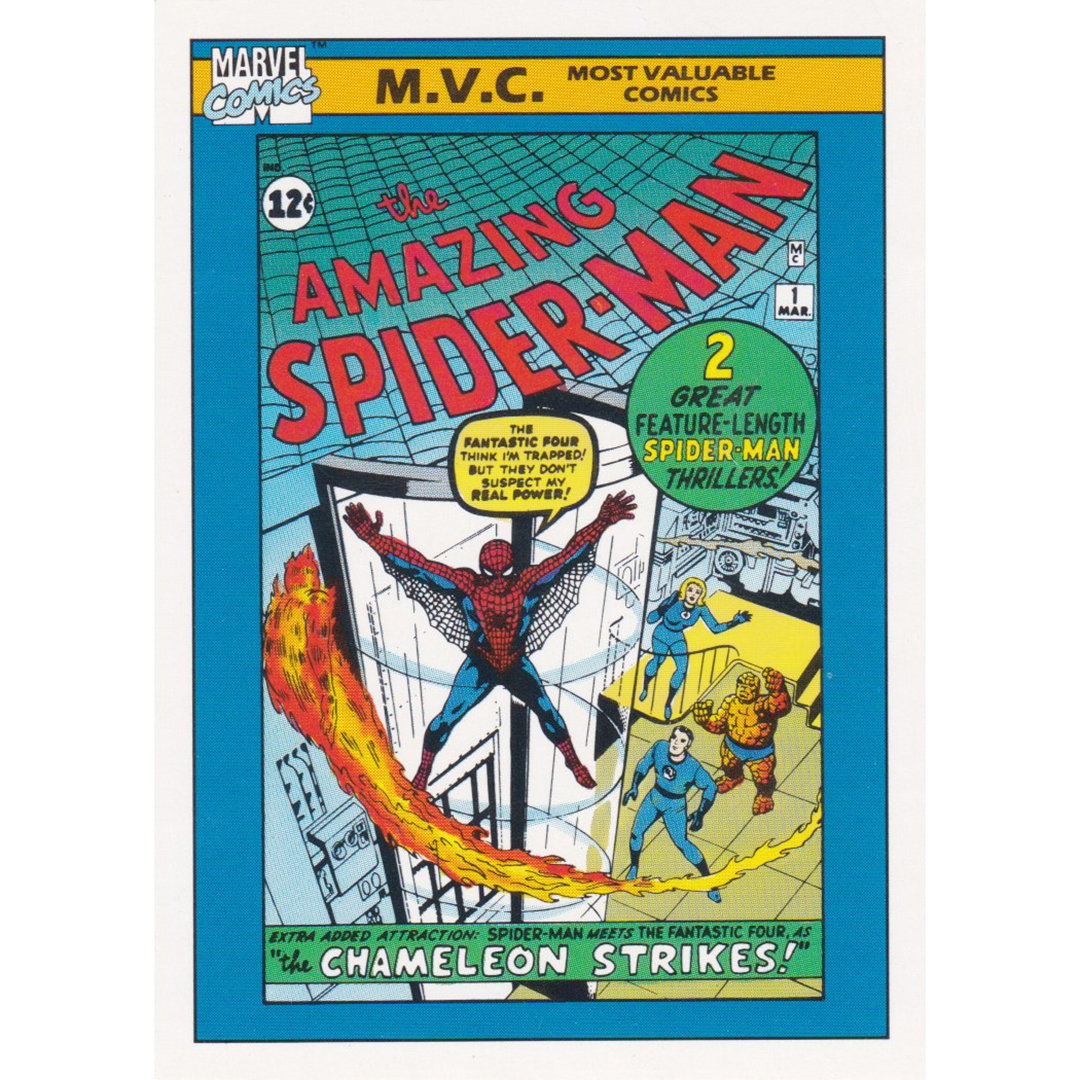 MARVEL
COMICS
TM
M.V.C.
MOST VALUABLE
COMICS
IND.
12¢
the
AMAZING
SPIDER-MAN
M
C
1
MAR.
2
GREAT
FEATURE-LENGTH
SPIDER-MAN
THRILLERS!
THE
FANTASTIC FOUR
THINK I'M TRAPPED!
BUT THEY DON'T
SUSPECT MY
REAL POWER!
EXTRA ADDED ATTRACTION: SPIDER-MAN MEETS THE FANTASTIC FOUR, AS
"the CHAMELEON STRIKES!"